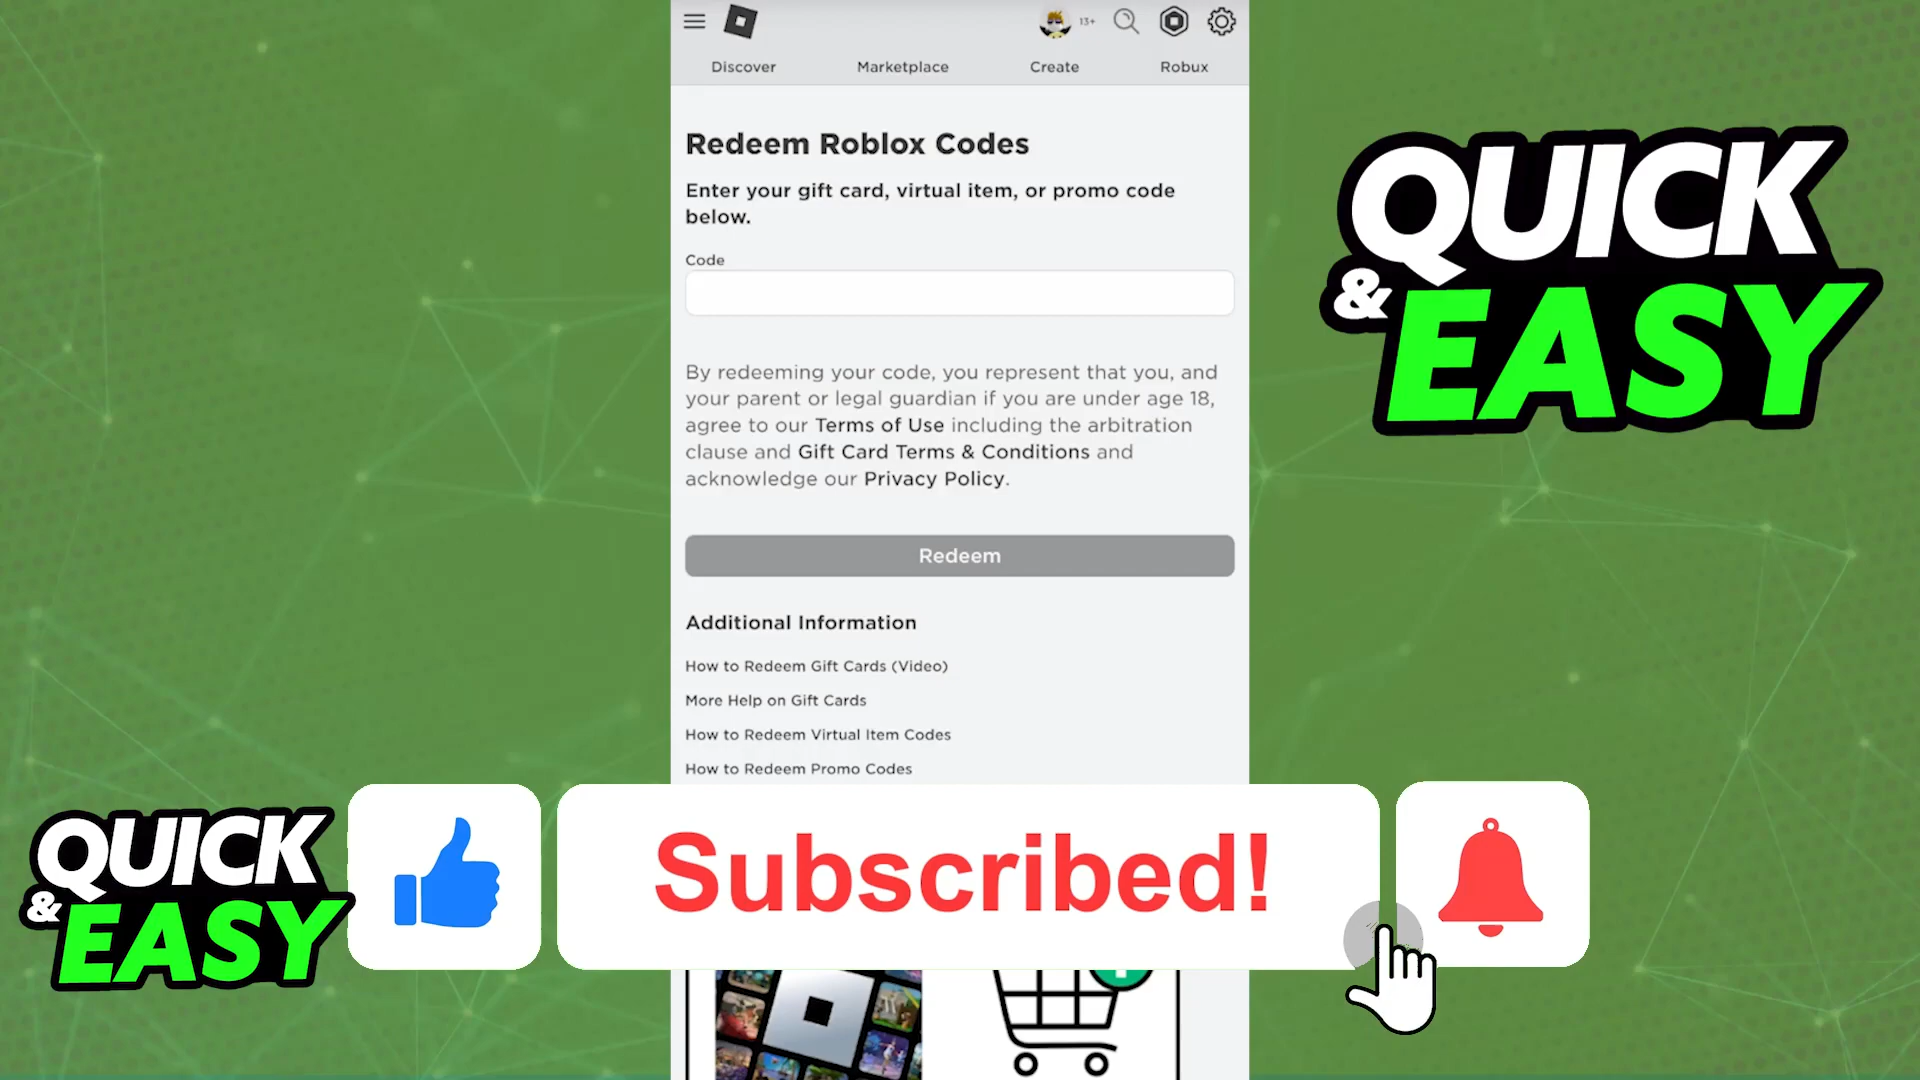 13+
Discover Marketplace Create Robux
Redeem Roblox Codes
Enter your gift card, virtual item, or promo code
below.
Code
By redeeming your code, you represent that you, and
your parent or legal guardian if you are under age 18,
agree to our Terms of Use including the arbitration
clause and Gift Card Terms & Conditions and
acknowledge our Privacy Policy.
Redeem
Additional Information
How to Redeem Gift Cards (Video)
More Help on Gift Cards
How to Redeem Virtual Item Codes
How to Redeem Promo Codes
QUICK
& EASY
QUICK
& EASY
Subscribed!